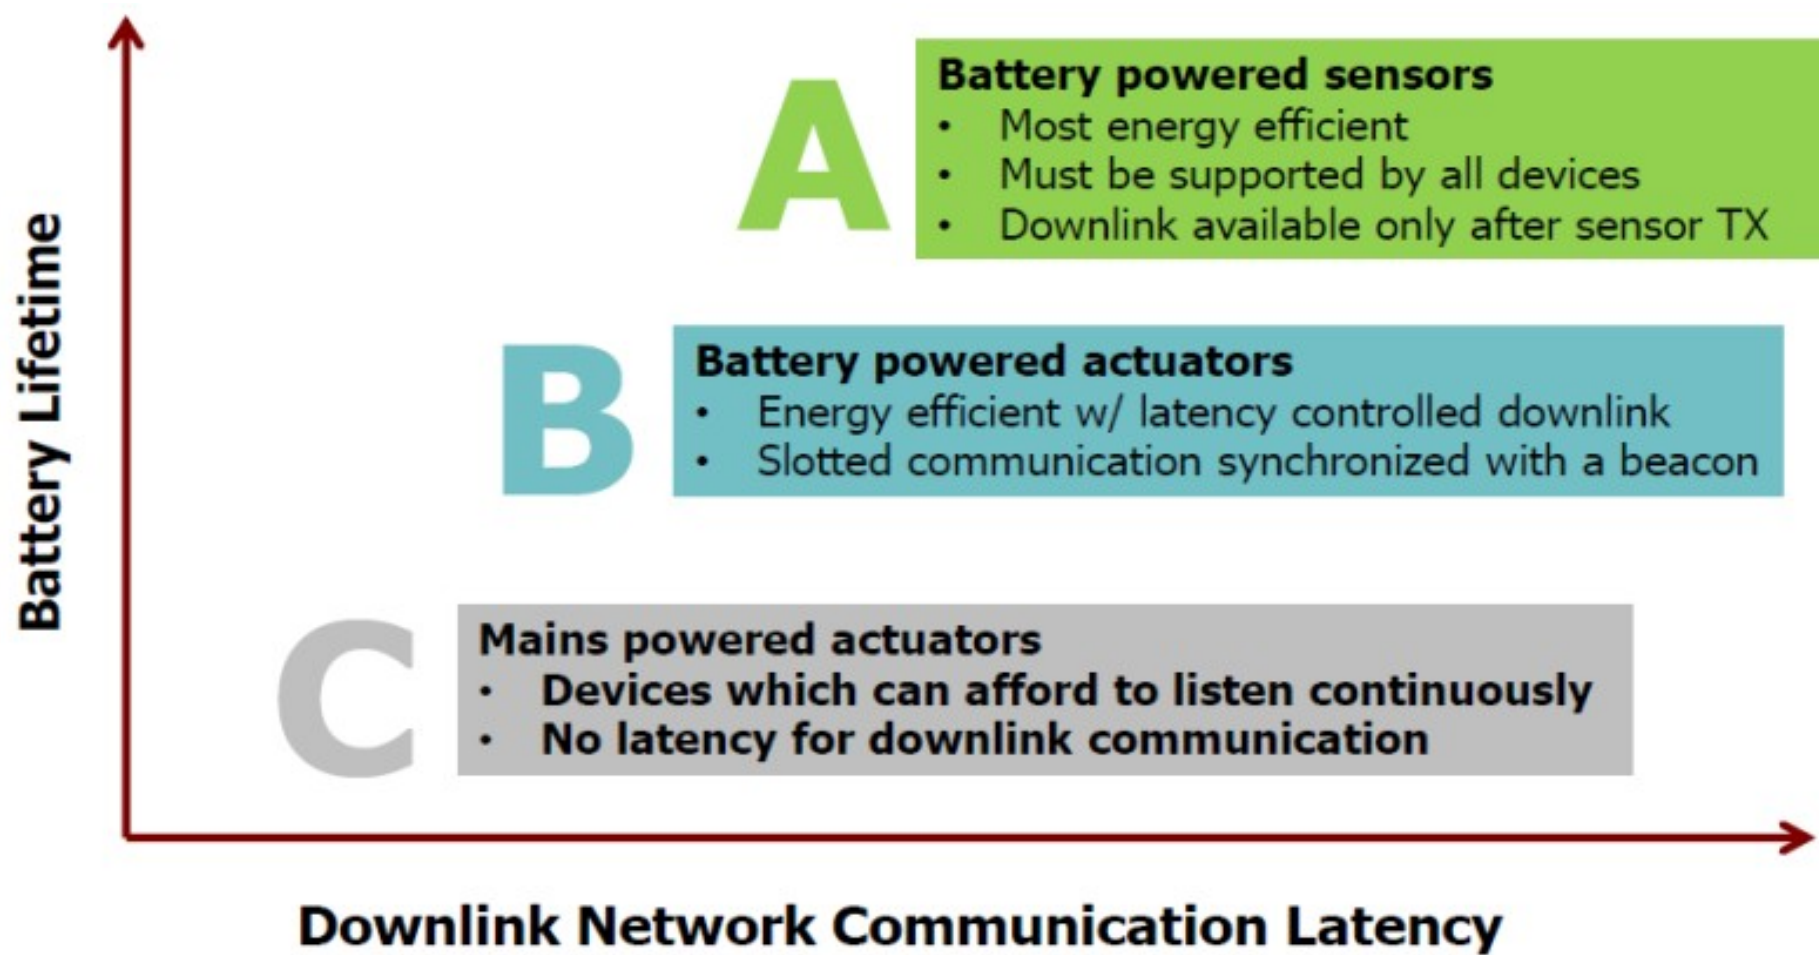 Battery Lifetime
A
Battery powered sensors
• Most energy efficient
• Must be supported by all devices
• Downlink available only after sensor TX
B
Battery powered actuators
• Energy efficient w/ latency controlled downlink
• Slotted communication synchronized with a beacon
C
Mains powered actuators
• Devices which can afford to listen continuously
• No latency for downlink communication
Downlink Network Communication Latency